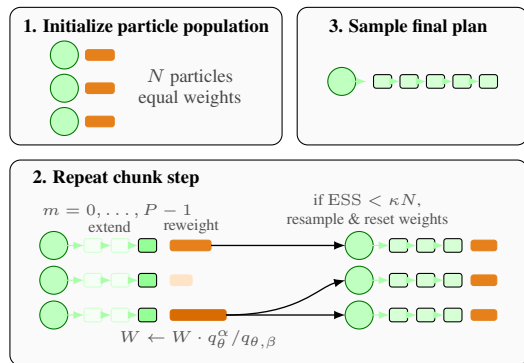 1. Initialize particle population
N particles
equal weights
3. Sample final plan
2. Repeat chunk step
m = 0, . . . , P − 1
extend
reweight
if ESS < κN,
resample & reset weights
W ← W · q_θ^α / q_{θ,β}